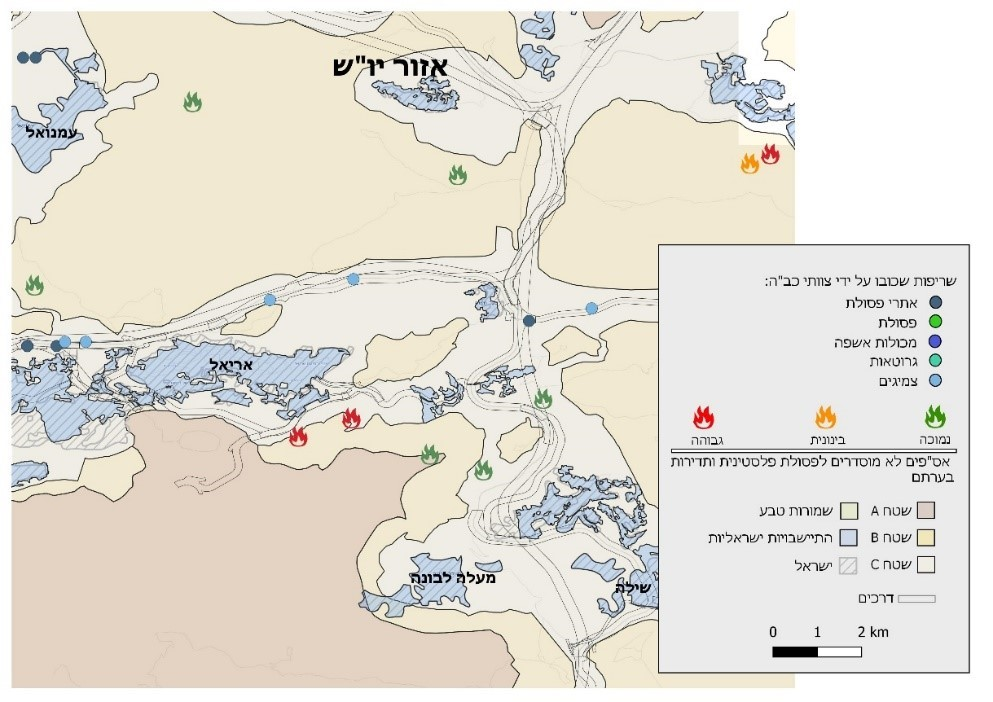 אזור יו"ש
עמנואל
אריאל
מעלה לבונה
שילה
שריפות שכובו על ידי צוותי כב"ה:
אתרי פסולת
פסולת
מכולות אשפה
גרוטאות
צמיגים
נמוכה בינונית גבוהה
אס"פים לא מוסדרים לפסולת פלסטינית ותדירות
בערתם
שטח A שמורות טבע
שטח B התיישבויות ישראליות
שטח C ישראל
דרכים
0 1 2 km